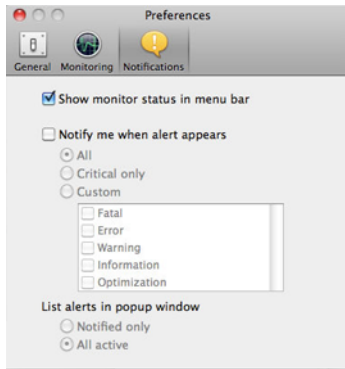 Preferences
General Monitoring Notifications
Show monitor status in menu bar
Notify me when alert appears
All
Critical only
Custom
Fatal
Error
Warning
Information
Optimization
List alerts in popup window
Notified only
All active